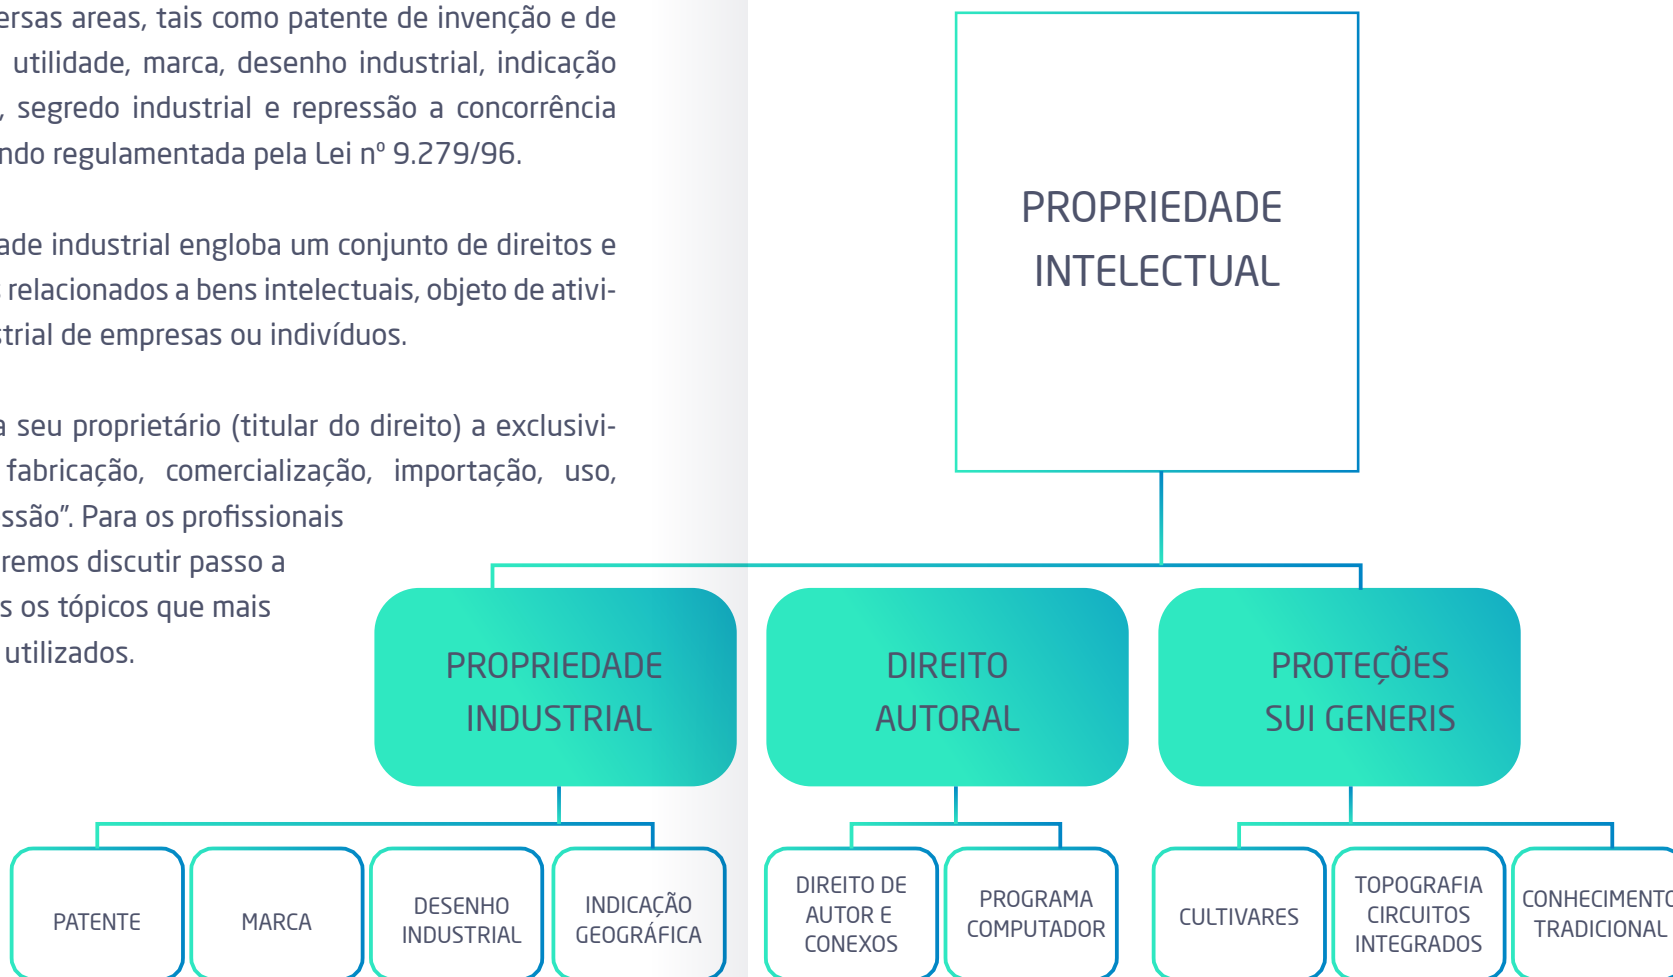 ersas areas, tais como patente de invenção e de
utilidade, marca, desenho industrial, indicação
, segredo industrial e repressão a concorrência
ndo regulamentada pela Lei nº 9.279/96.
ade industrial engloba um conjunto de direitos e
s relacionados a bens intelectuais, objeto de ativi-
strial de empresas ou indivíduos.
a seu proprietário (titular do direito) a exclusivi-
fabricação, comercialização, importação, uso,
ssão”. Para os profissionais
remos discutir passo a
s os tópicos que mais
utilizados.
PROPRIEDADE
INTELECTUAL
PROPRIEDADE
INDUSTRIAL
DIREITO
AUTORAL
PROTEÇÕES
SUI GENERIS
PATENTE
MARCA
DESENHO
INDUSTRIAL
INDICAÇÃO
GEOGRÁFICA
DIREITO DE
AUTOR E
CONEXOS
PROGRAMA
COMPUTADOR
CULTIVARES
TOPOGRAFIA
CIRCUITOS
INTEGRADOS
CONHECIMENTO
TRADICIONAL